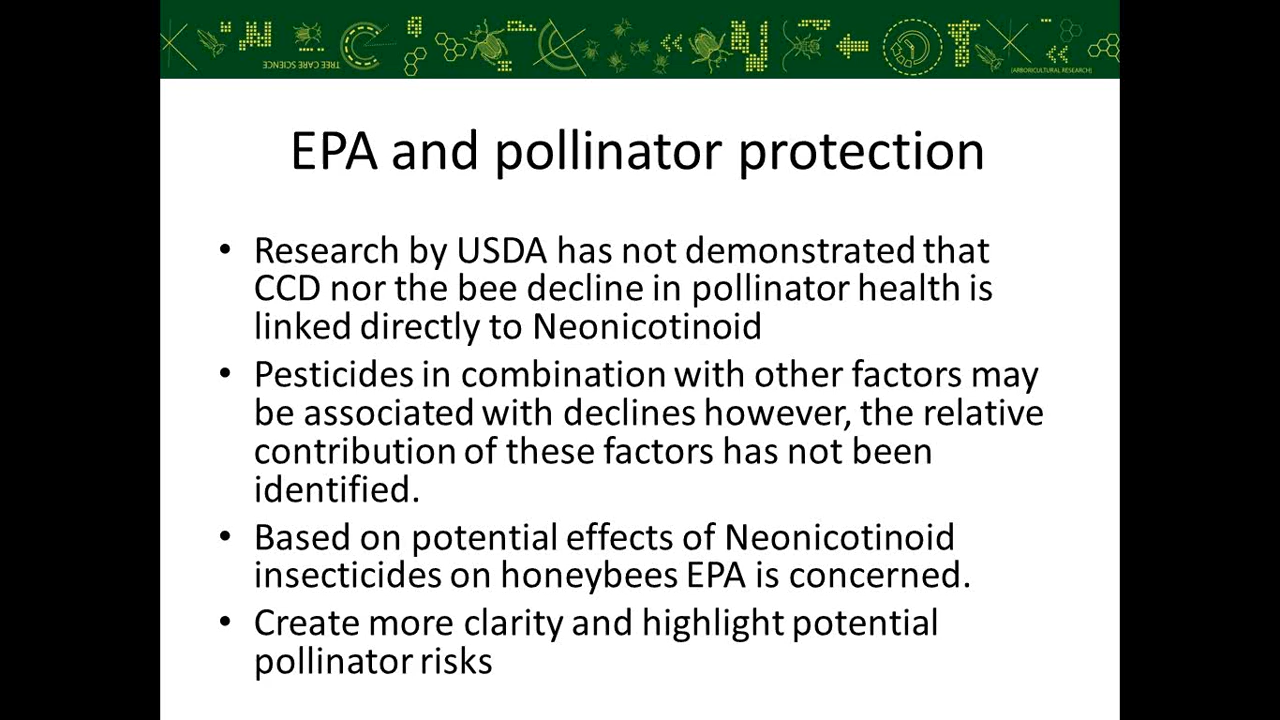 TREE CARE SCIENCE
[ARBORICULTURAL RESEARCH]
EPA and pollinator protection
• Research by USDA has not demonstrated that
CCD nor the bee decline in pollinator health is
linked directly to Neonicotinoid
• Pesticides in combination with other factors may
be associated with declines however, the relative
contribution of these factors has not been
identified.
• Based on potential effects of Neonicotinoid
insecticides on honeybees EPA is concerned.
• Create more clarity and highlight potential
pollinator risks